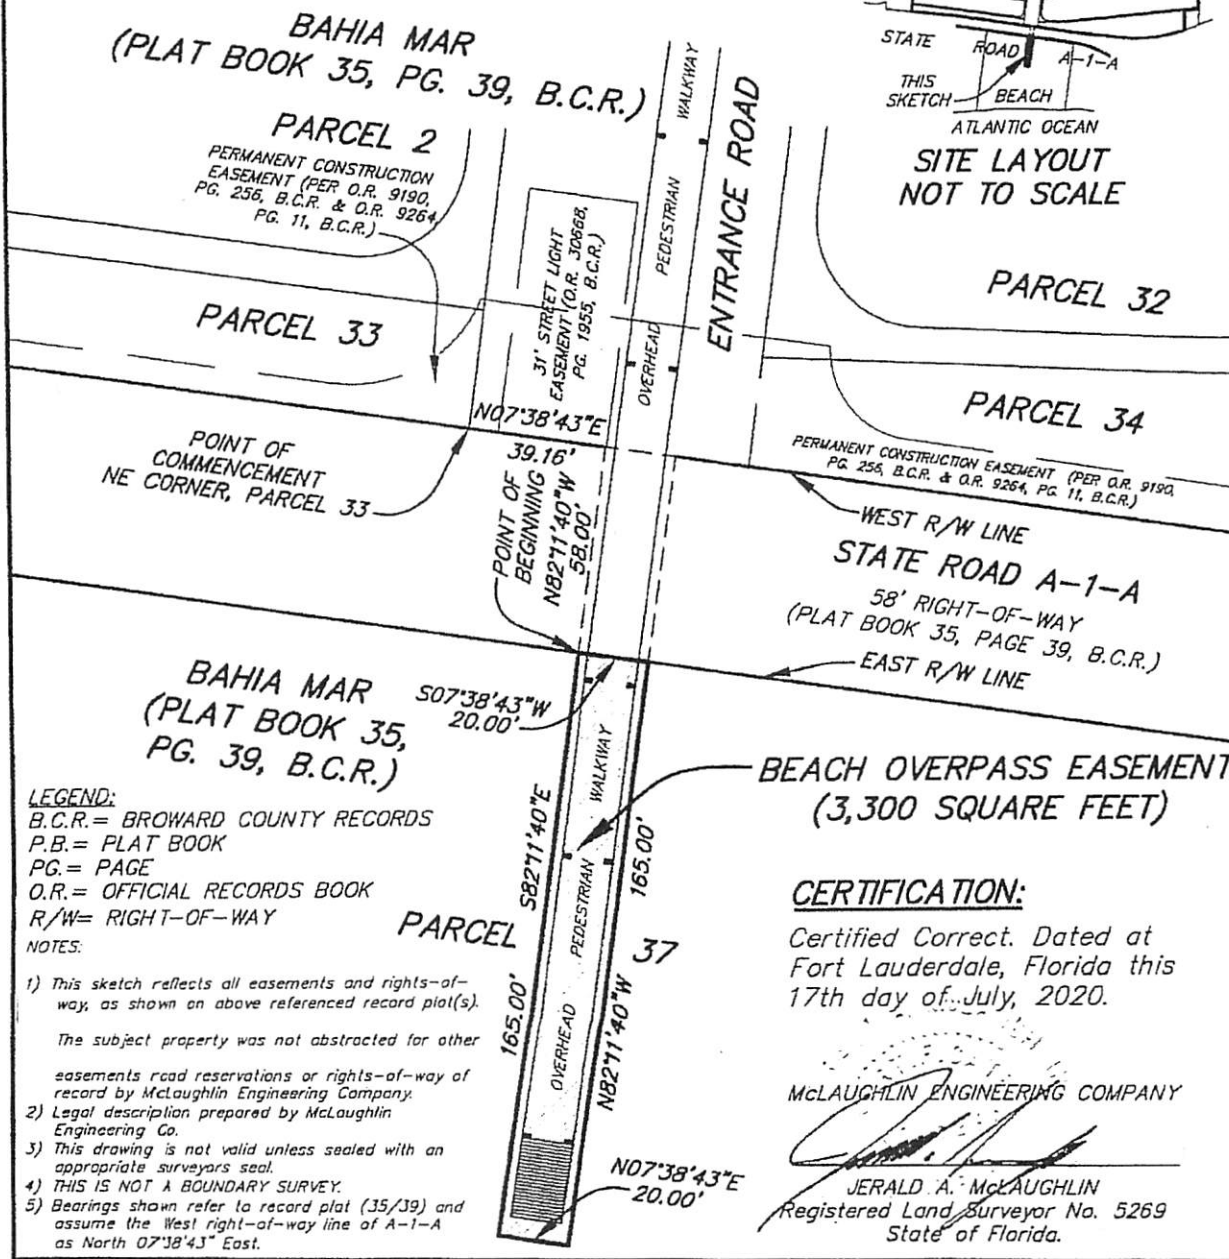 BAHIA MAR
(PLAT BOOK 35, PG. 39, B.C.R.)
PARCEL 2
PERMANENT CONSTRUCTION
EASEMENT (PER O.R. 9190,
PG. 256, B.C.R. & O.R. 9264,
PG. 11, B.C.R.)
PARCEL 33
31' STREET LIGHT
EASEMENT (O.R. 30668,
PG. 1955, B.C.R.)
OVERHEAD PEDESTRIAN WALKWAY
ENTRANCE ROAD
STATE ROAD A-1-A
THIS
SKETCH
BEACH
ATLANTIC OCEAN
SITE LAYOUT
NOT TO SCALE
PARCEL 32
PARCEL 34
PERMANENT CONSTRUCTION EASEMENT (PER O.R. 9190,
PG. 256, B.C.R. & O.R. 9264, PG. 11, B.C.R.)
N07°38'43"E
39.16'
POINT OF
COMMENCEMENT
NE CORNER, PARCEL 33
POINT OF
BEGINNING
N82°11'40"W
58.00'
WEST R/W LINE
STATE ROAD A-1-A
58' RIGHT-OF-WAY
(PLAT BOOK 35, PAGE 39, B.C.R.)
EAST R/W LINE
BAHIA MAR
(PLAT BOOK 35,
PG. 39, B.C.R.)
S07°38'43"W
20.00'
BEACH OVERPASS EASEMENT
(3,300 SQUARE FEET)
LEGEND:
B.C.R.= BROWARD COUNTY RECORDS
P.B.= PLAT BOOK
PG.= PAGE
O.R.= OFFICIAL RECORDS BOOK
R/W= RIGHT-OF-WAY
PARCEL 37
165.00' S82°11'40"E
OVERHEAD PEDESTRIAN WALKWAY
N82°11'40"W 165.00'
N07°38'43"E
20.00'
NOTES:
1) This sketch reflects all easements and rights-of-
way, as shown on above referenced record plat(s).
The subject property was not abstracted for other
easements road reservations or rights-of-way of
record by McLaughlin Engineering Company.
2) Legal description prepared by McLaughlin
Engineering Co.
3) This drawing is not valid unless sealed with an
appropriate surveyors seal.
4) THIS IS NOT A BOUNDARY SURVEY.
5) Bearings shown refer to record plat (35/39) and
assume the West right-of-way line of A-1-A
as North 07°38'43" East.
CERTIFICATION:
Certified Correct. Dated at
Fort Lauderdale, Florida this
17th day of July, 2020.
McLAUGHLIN ENGINEERING COMPANY
JERALD A. McLAUGHLIN
Registered Land Surveyor No. 5269
State of Florida.